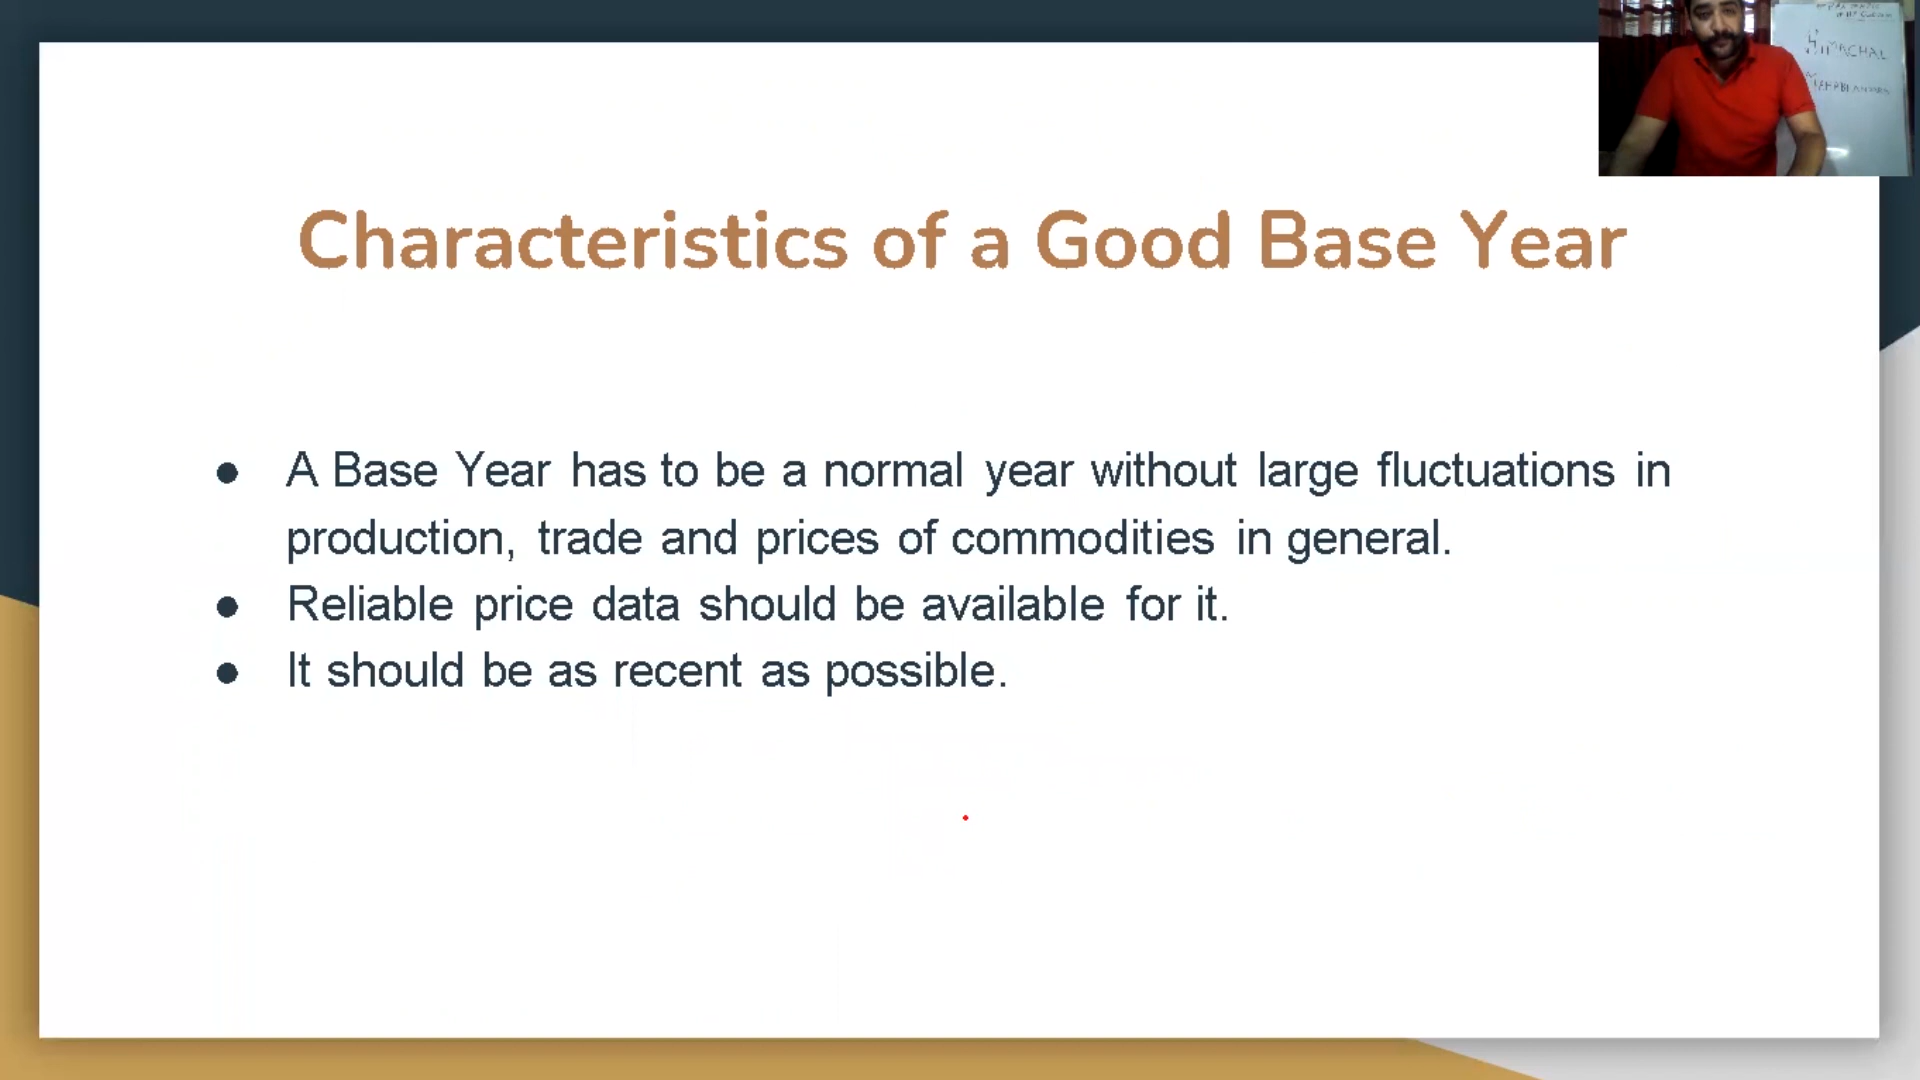 HIMACHAL
Characteristics of a Good Base Year
● A Base Year has to be a normal year without large fluctuations in
production, trade and prices of commodities in general.
● Reliable price data should be available for it.
● It should be as recent as possible.